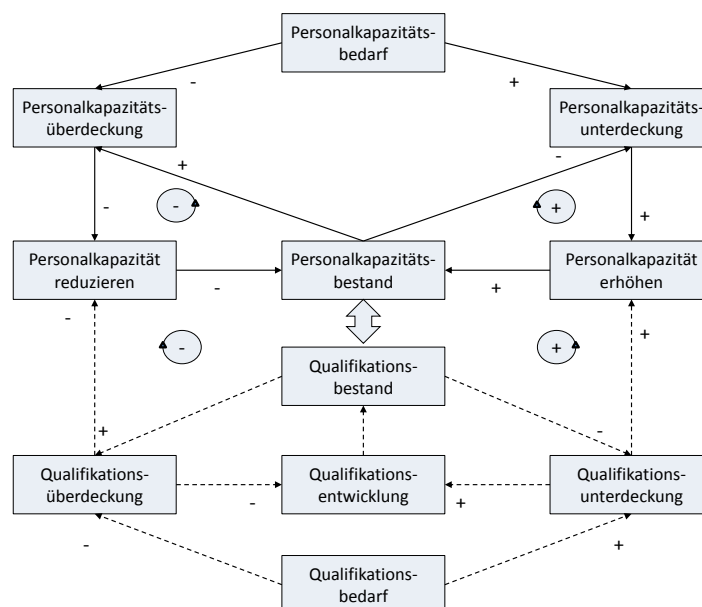 Personalkapazitäts-
bedarf
-
+
Personalkapazitäts-
überdeckung
Personalkapazitäts-
unterdeckung
+
-
-
-
+
+
Personalkapazität
reduzieren
Personalkapazitäts-
bestand
Personalkapazität
erhöhen
-
+
-
-
+
+
Qualifikations-
bestand
+
-
Qualifikations-
überdeckung
Qualifikations-
entwicklung
Qualifikations-
unterdeckung
-
+
-
+
Qualifikations-
bedarf